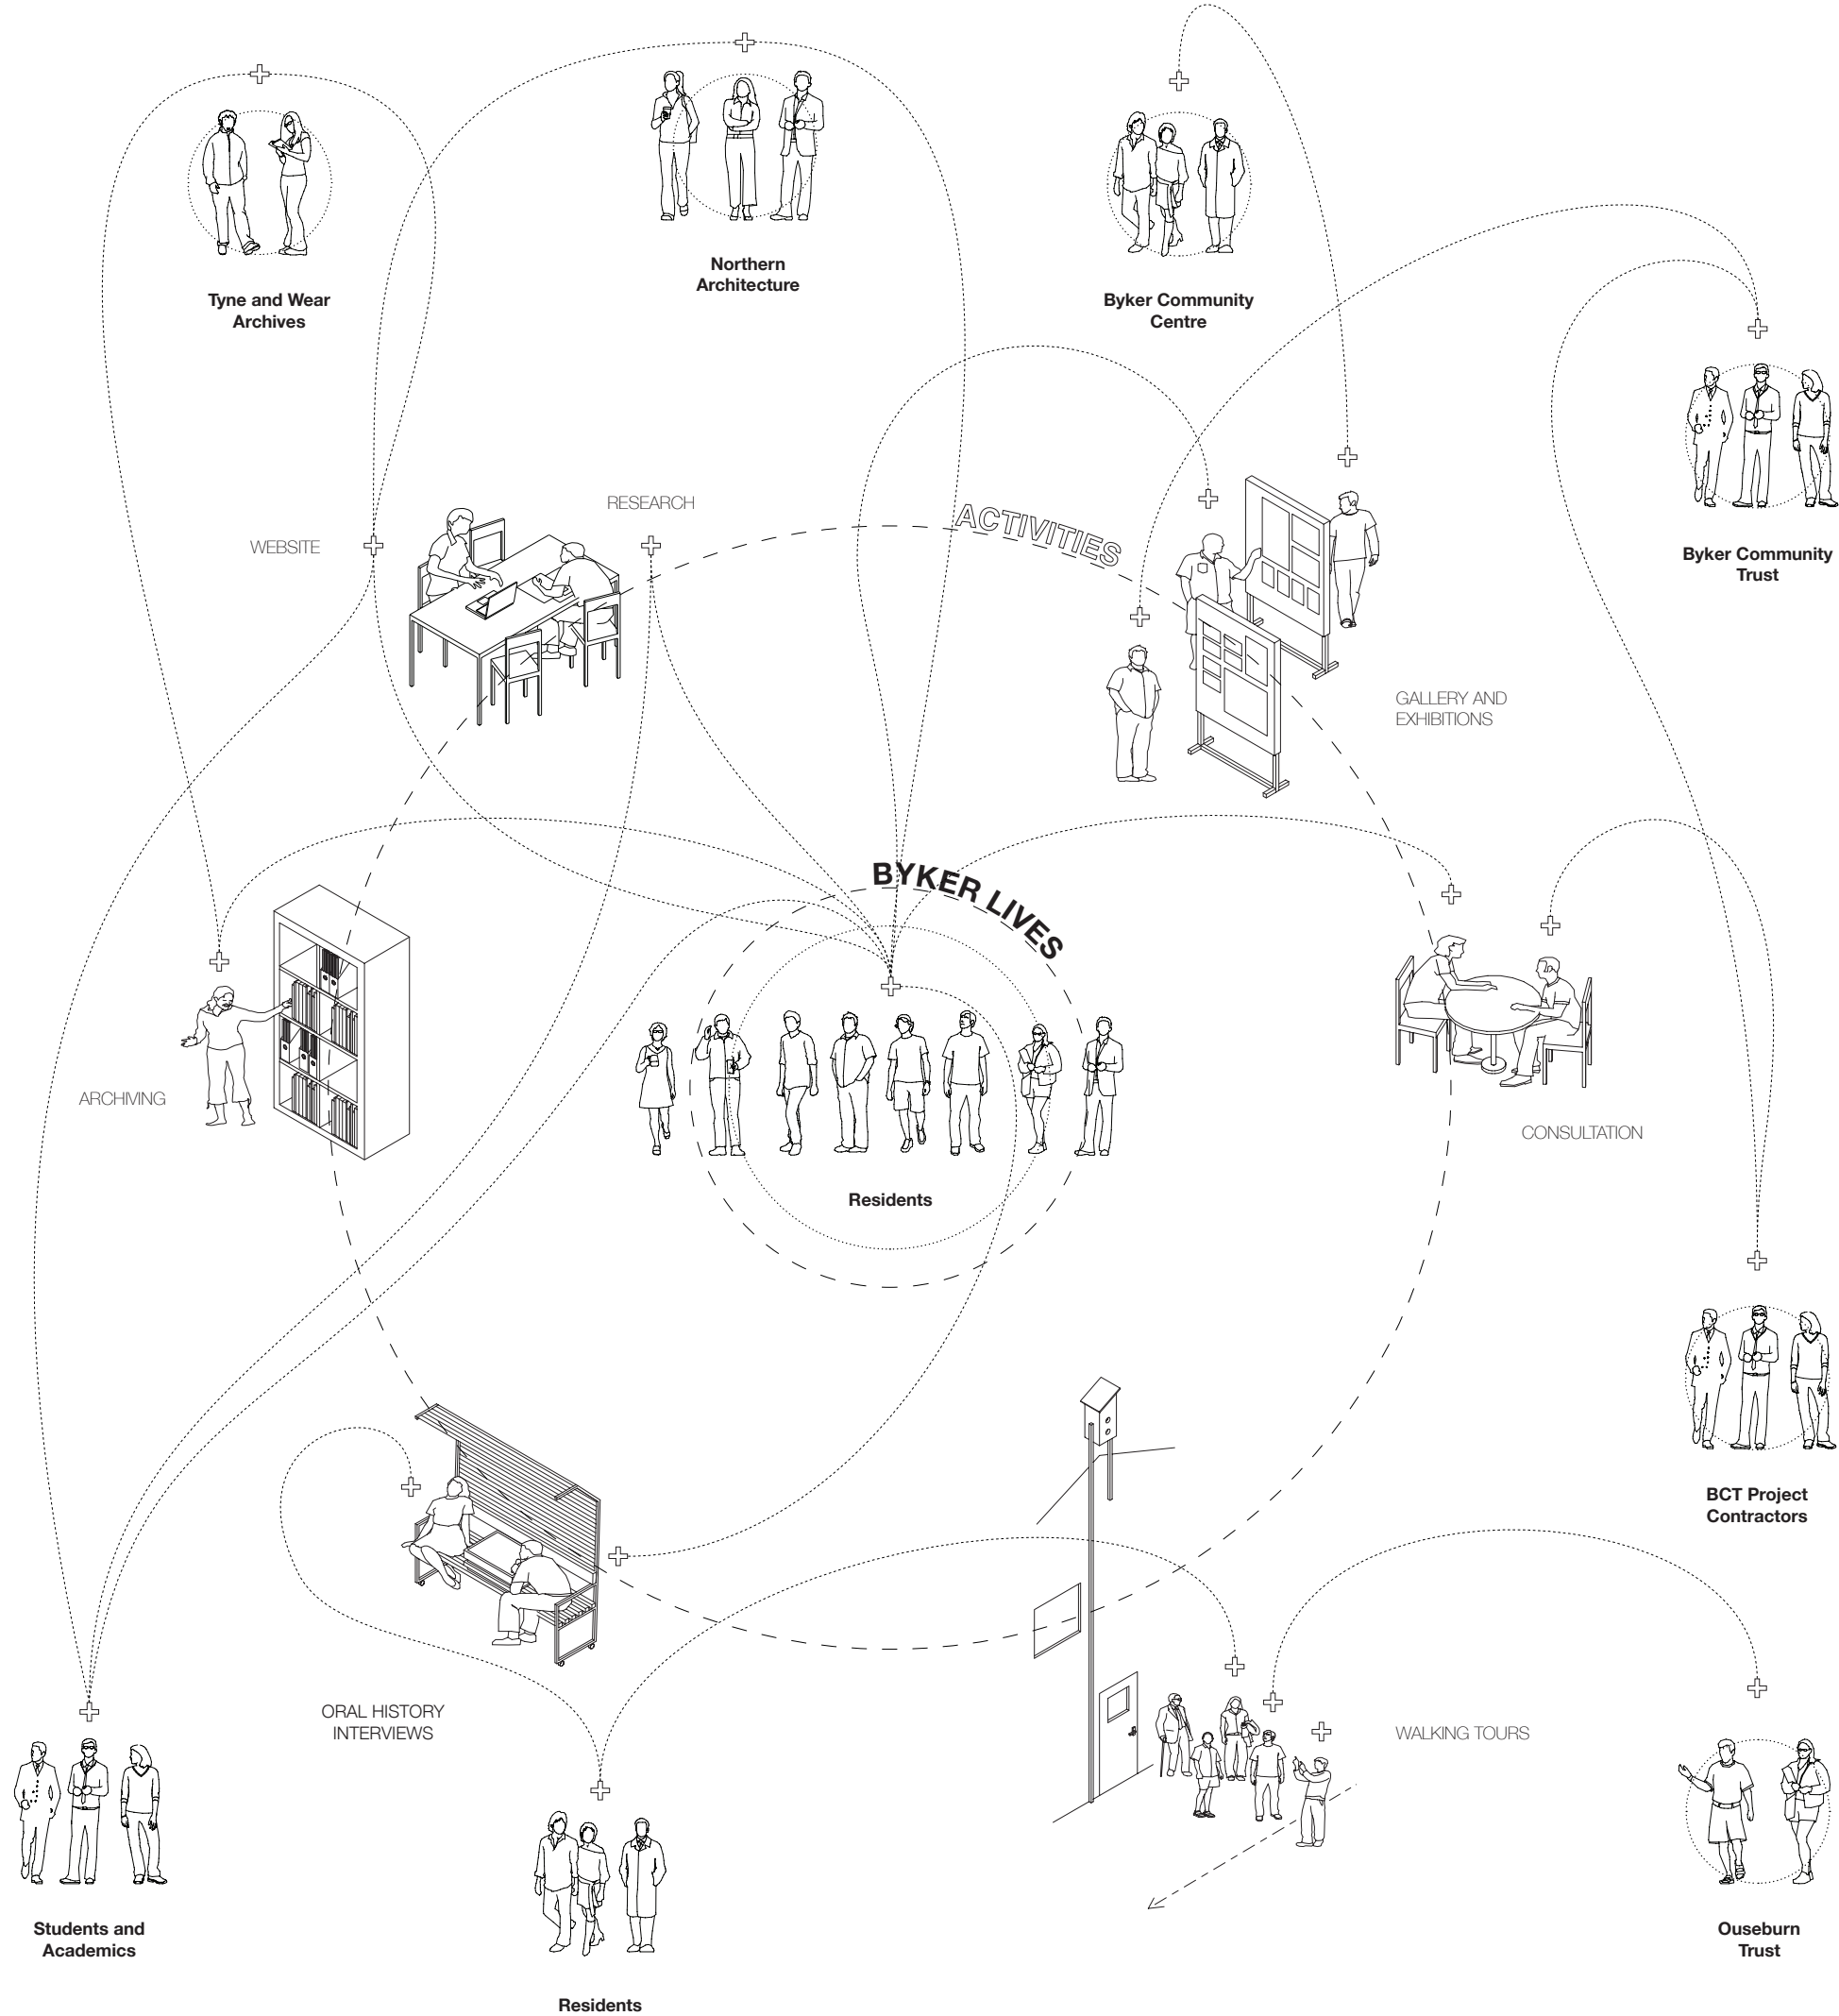 Northern
Architecture
Tyne and Wear
Archives
Byker Community
Centre
RESEARCH
ACTIVITIES
WEBSITE
Byker Community
Trust
GALLERY AND
EXHIBITIONS
BYKER LIVES
ARCHIVING
CONSULTATION
Residents
BCT Project
Contractors
ORAL HISTORY
INTERVIEWS
WALKING TOURS
Students and
Academics
Ouseburn
Trust
Residents